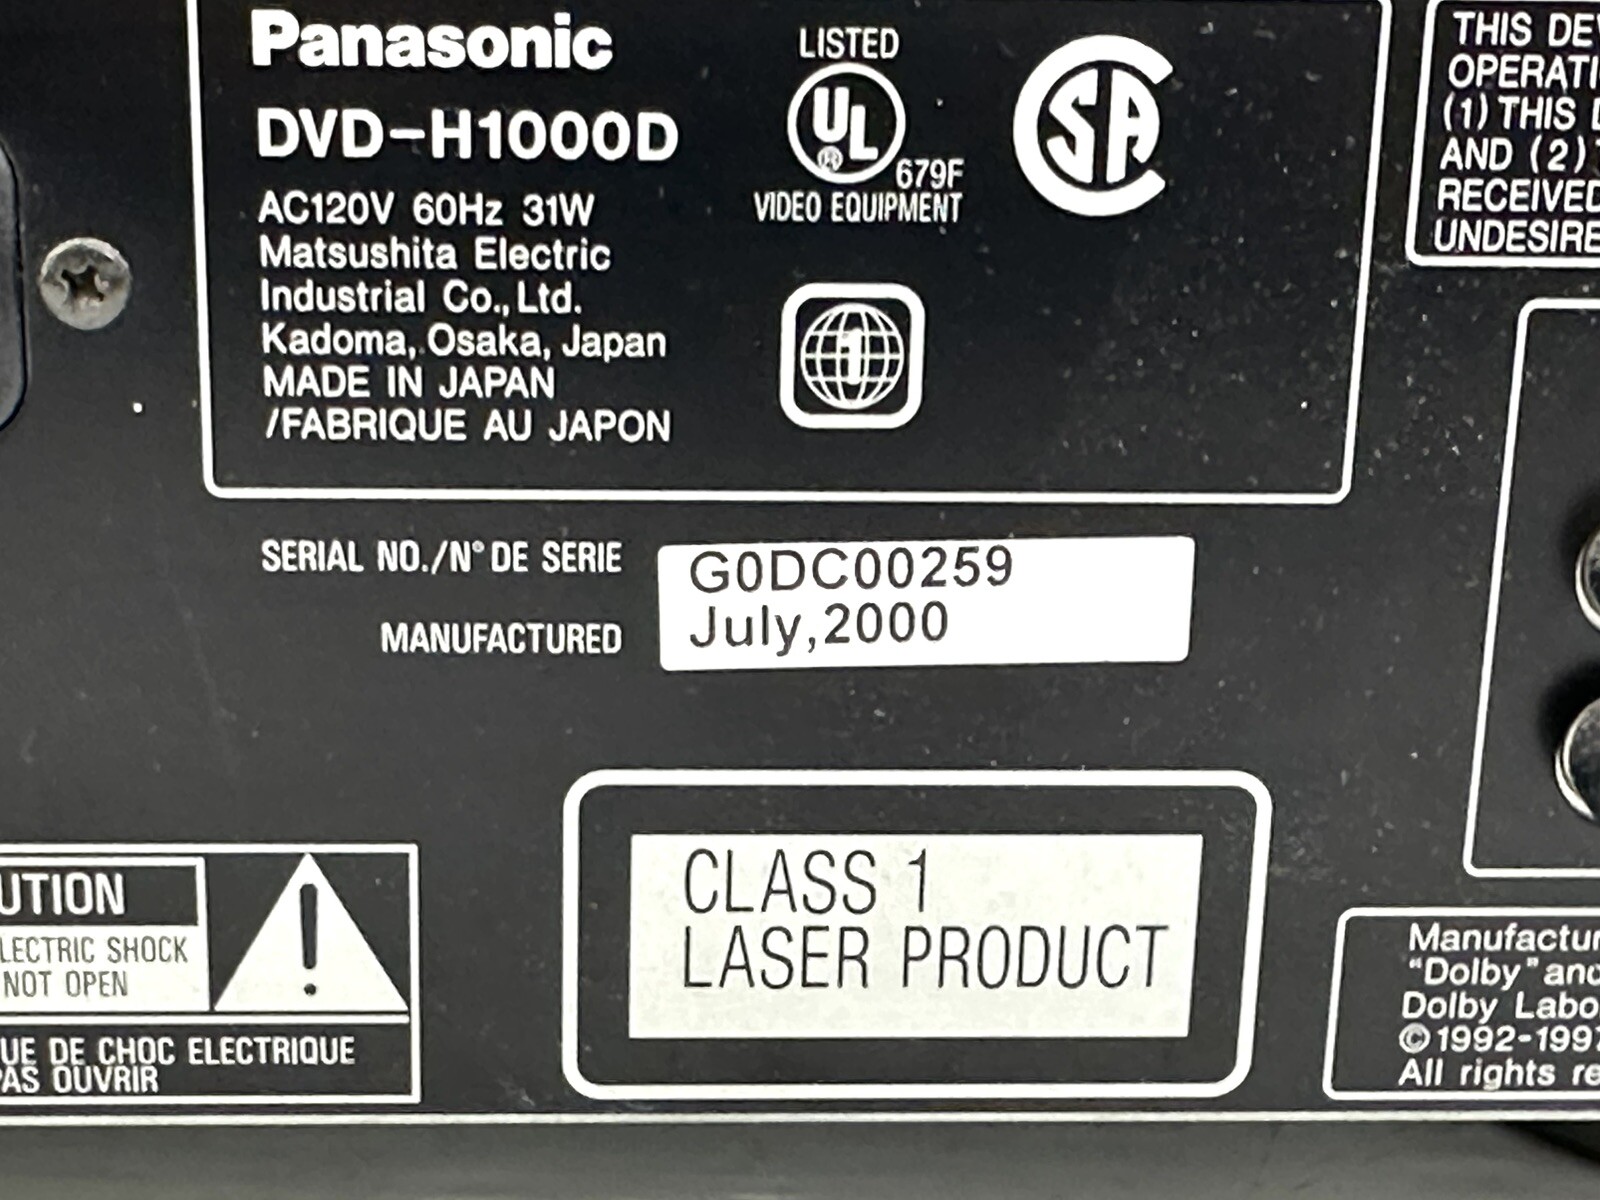 Panasonic
DVD-H1000D
AC120V 60Hz 31W
Matsushita Electric
Industrial Co., Ltd.
Kadoma, Osaka, Japan
MADE IN JAPAN
/FABRIQUE AU JAPON
LISTED
UL
®
679F
VIDEO EQUIPMENT
SA
1
THIS DEV
OPERATI
(1) THIS D
AND (2) T
RECEIVED
UNDESIRE
SERIAL NO./N° DE SERIE
G0DC00259
MANUFACTURED
July,2000
CLASS 1
LASER PRODUCT
UTION
LECTRIC SHOCK
NOT OPEN
!
UE DE CHOC ELECTRIQUE
PAS OUVRIR
Manufactur
"Dolby" and
Dolby Labo
©1992-1997
All rights re